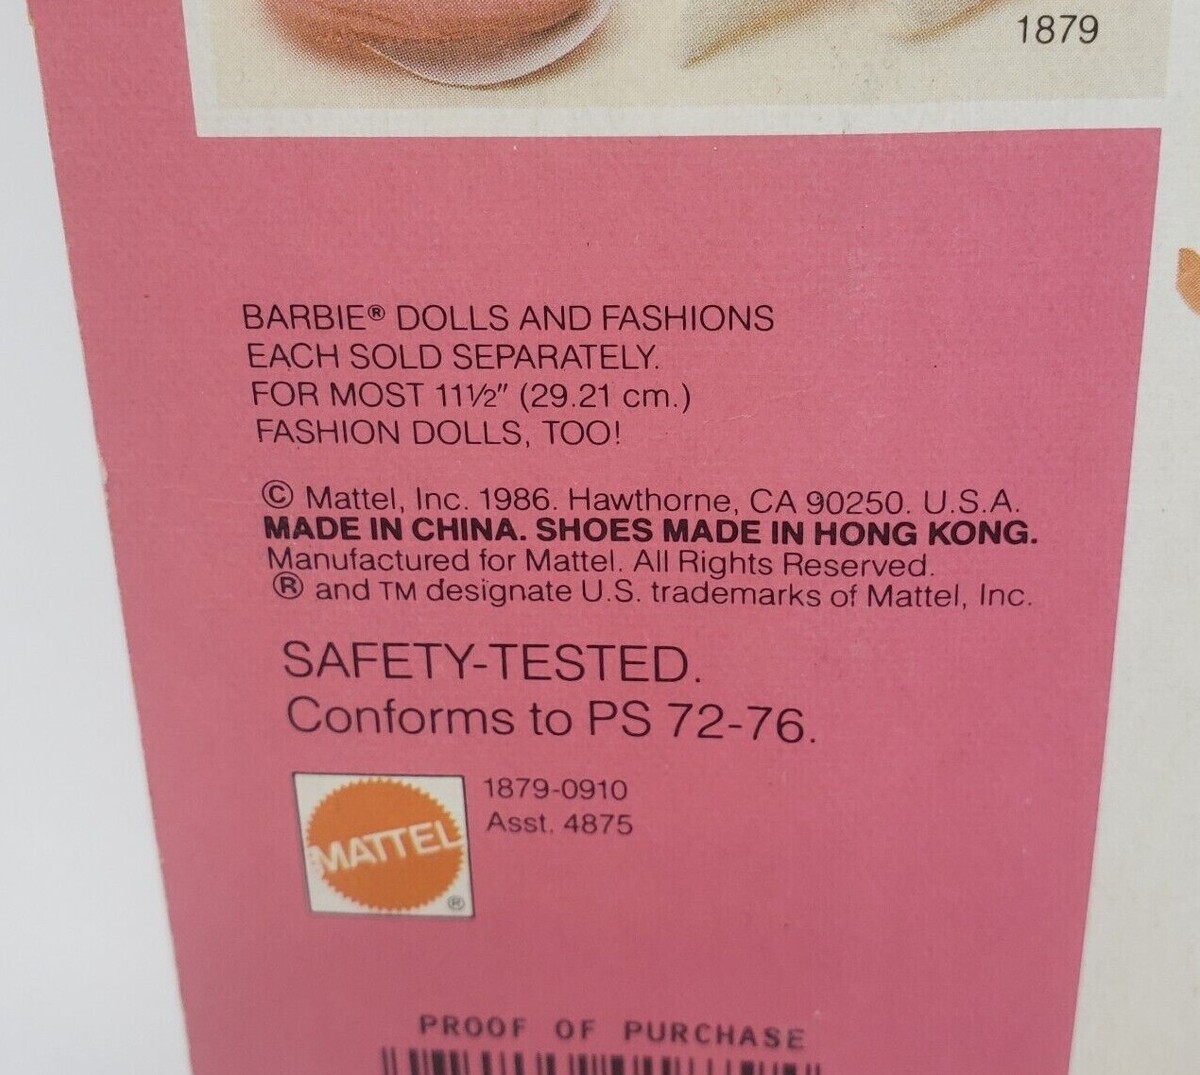 1879
BARBIE® DOLLS AND FASHIONS
EACH SOLD SEPARATELY.
FOR MOST 11½" (29.21 cm.)
FASHION DOLLS, TOO!
© Mattel, Inc. 1986. Hawthorne, CA 90250. U.S.A.
MADE IN CHINA. SHOES MADE IN HONG KONG.
Manufactured for Mattel. All Rights Reserved.
® and TM designate U.S. trademarks of Mattel, Inc.
SAFETY-TESTED.
Conforms to PS 72-76.
MATTEL®
1879-0910
Asst. 4875
PROOF OF PURCHASE